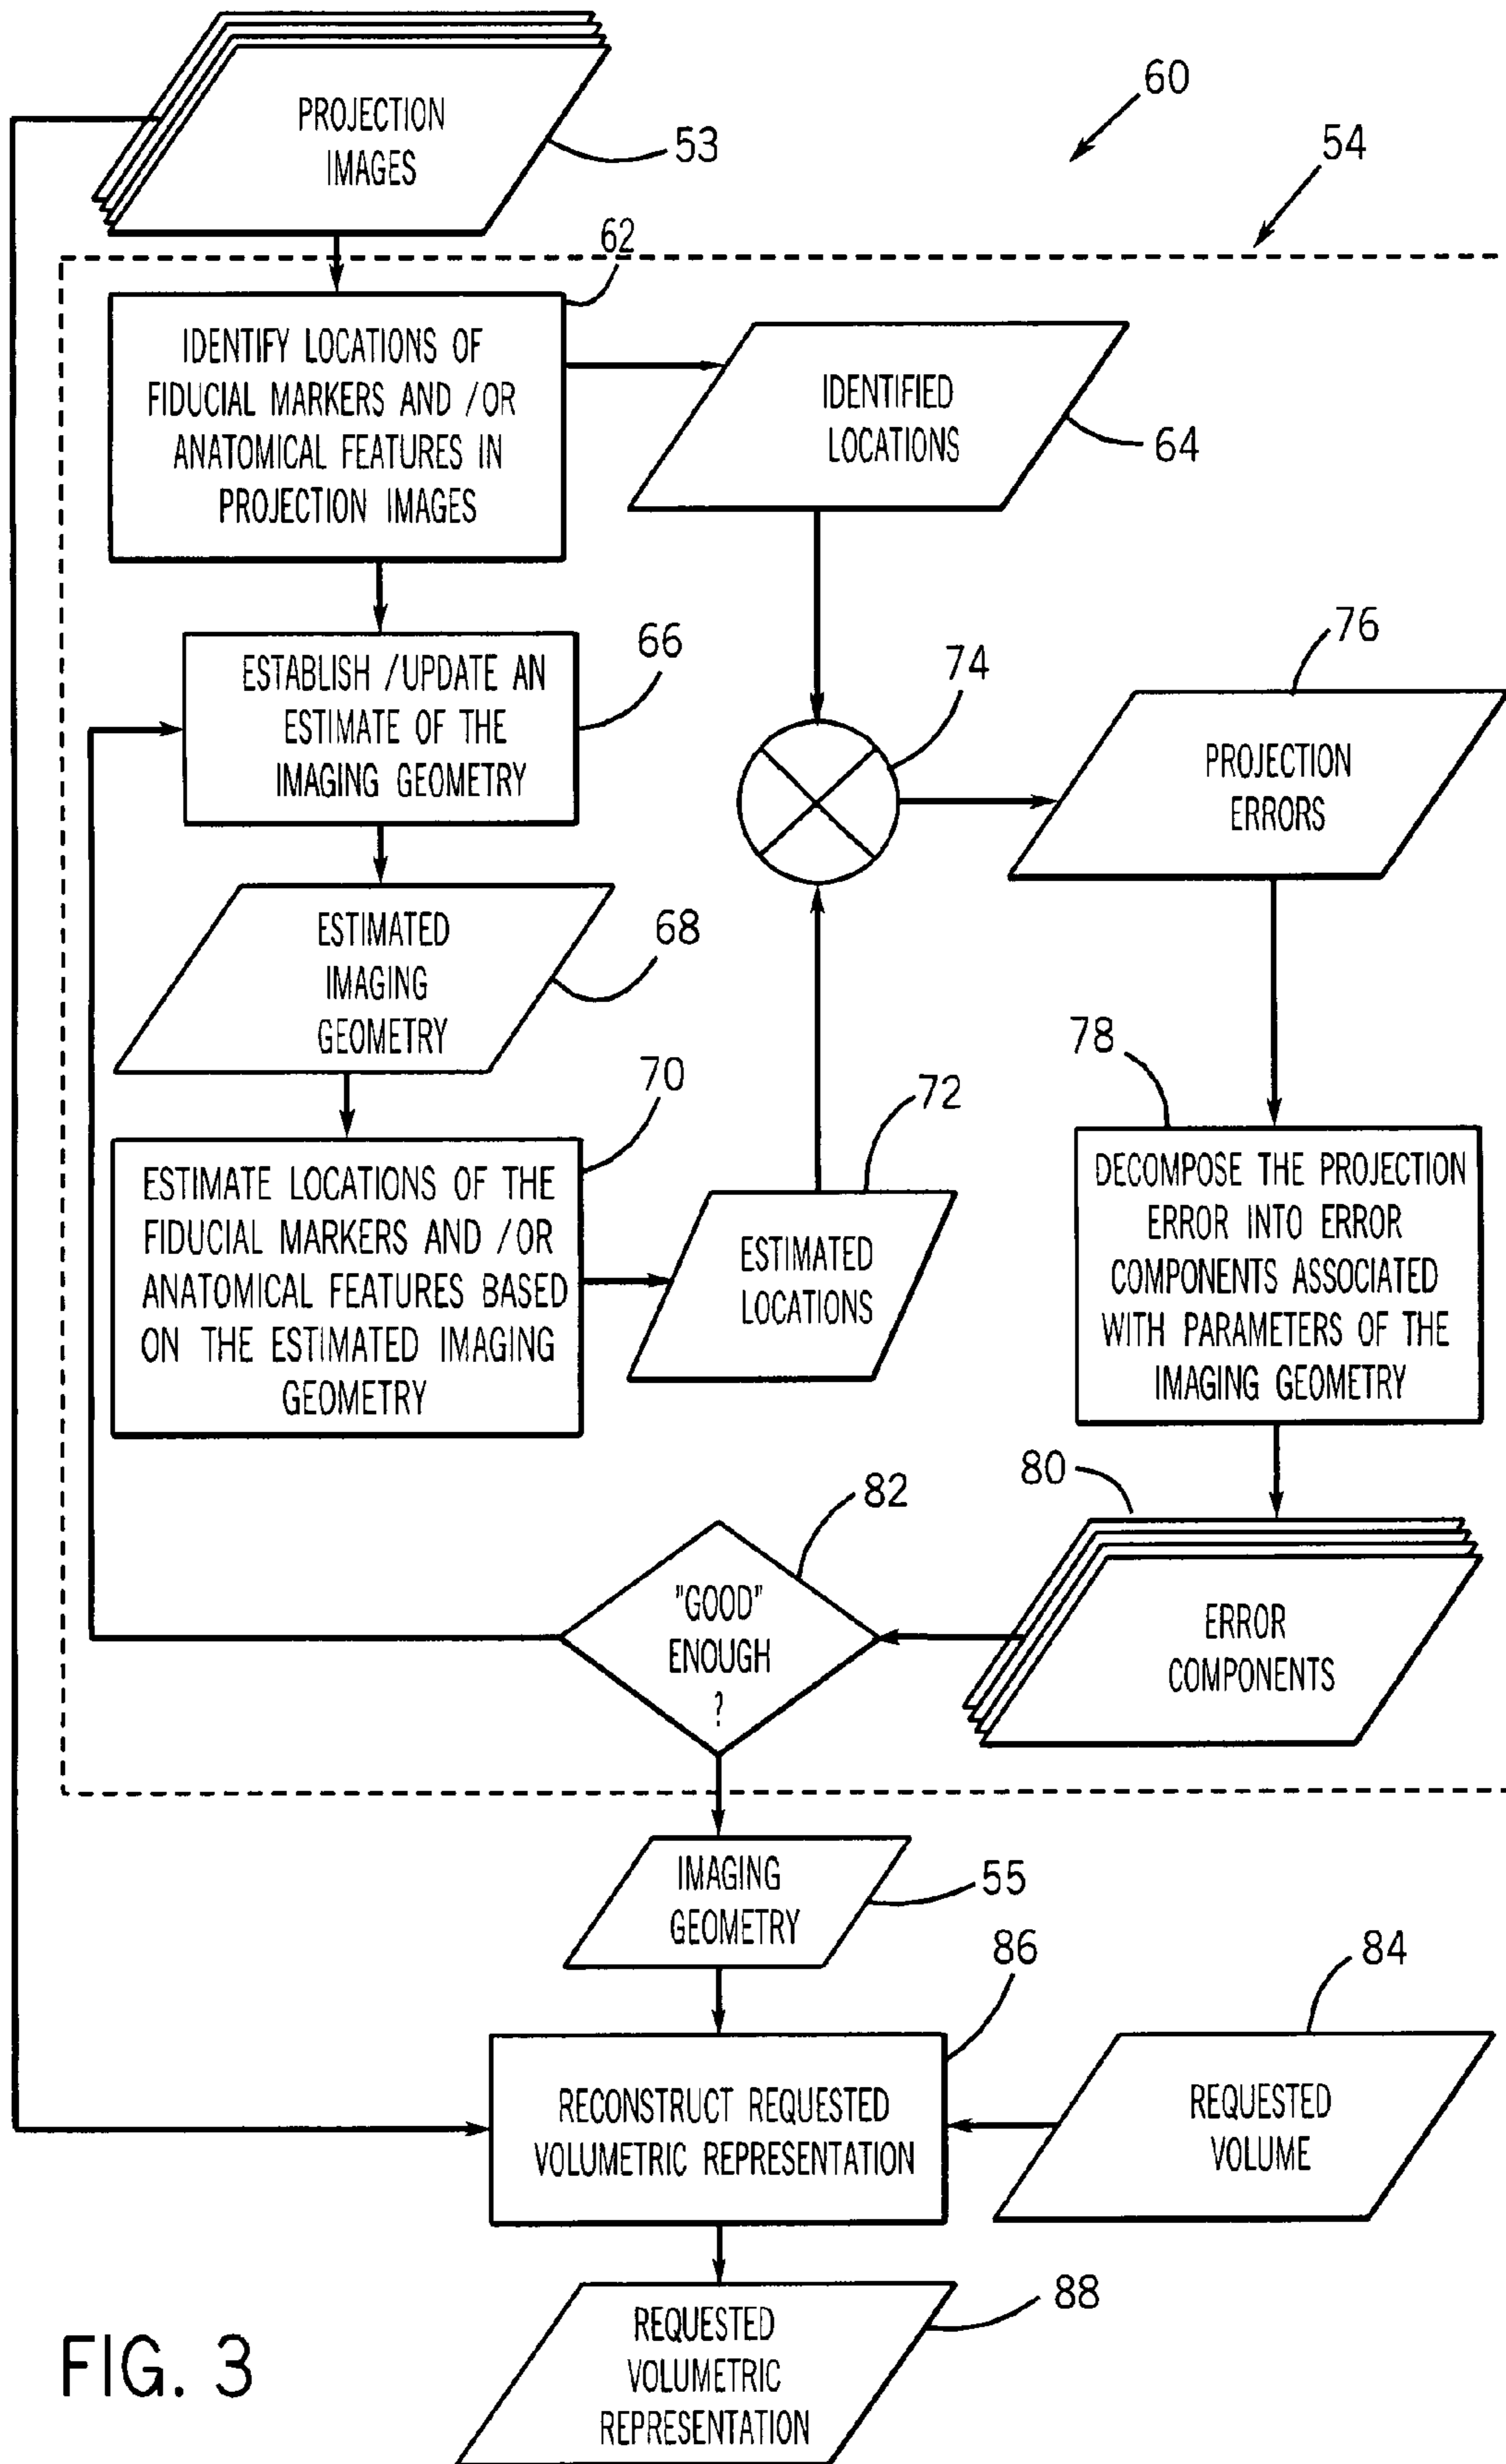 PROJECTION
IMAGES
53
60
54
62
IDENTIFY LOCATIONS OF
FIDUCIAL MARKERS AND /OR
ANATOMICAL FEATURES IN
PROJECTION IMAGES
IDENTIFIED
LOCATIONS
64
ESTABLISH /UPDATE AN
ESTIMATE OF THE
IMAGING GEOMETRY
66
74
76
PROJECTION
ERRORS
ESTIMATED
IMAGING
GEOMETRY
68
70
ESTIMATE LOCATIONS OF THE
FIDUCIAL MARKERS AND /OR
ANATOMICAL FEATURES BASED
ON THE ESTIMATED IMAGING
GEOMETRY
72
ESTIMATED
LOCATIONS
78
DECOMPOSE THE PROJECTION
ERROR INTO ERROR
COMPONENTS ASSOCIATED
WITH PARAMETERS OF THE
IMAGING GEOMETRY
80
ERROR
COMPONENTS
82
"GOOD"
ENOUGH
?
IMAGING
GEOMETRY
55
86
84
RECONSTRUCT REQUESTED
VOLUMETRIC REPRESENTATION
REQUESTED
VOLUME
REQUESTED
VOLUMETRIC
REPRESENTATION
88
FIG. 3